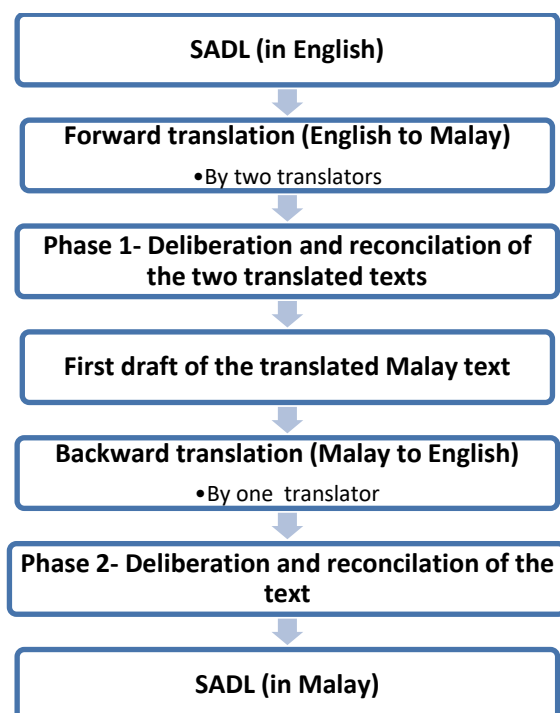 SADL (in English)
Forward translation (English to Malay)
•By two translators
Phase 1- Deliberation and reconcilation of
the two translated texts
First draft of the translated Malay text
Backward translation (Malay to English)
•By one translator
Phase 2- Deliberation and reconcilation of the
text
SADL (in Malay)